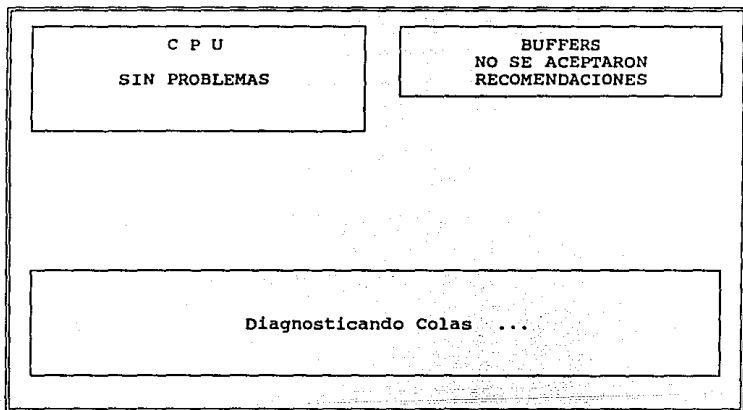 C P U
SIN PROBLEMAS
BUFFERS
NO SE ACEPTARON
RECOMENDACIONES
Diagnosticando Colas ...